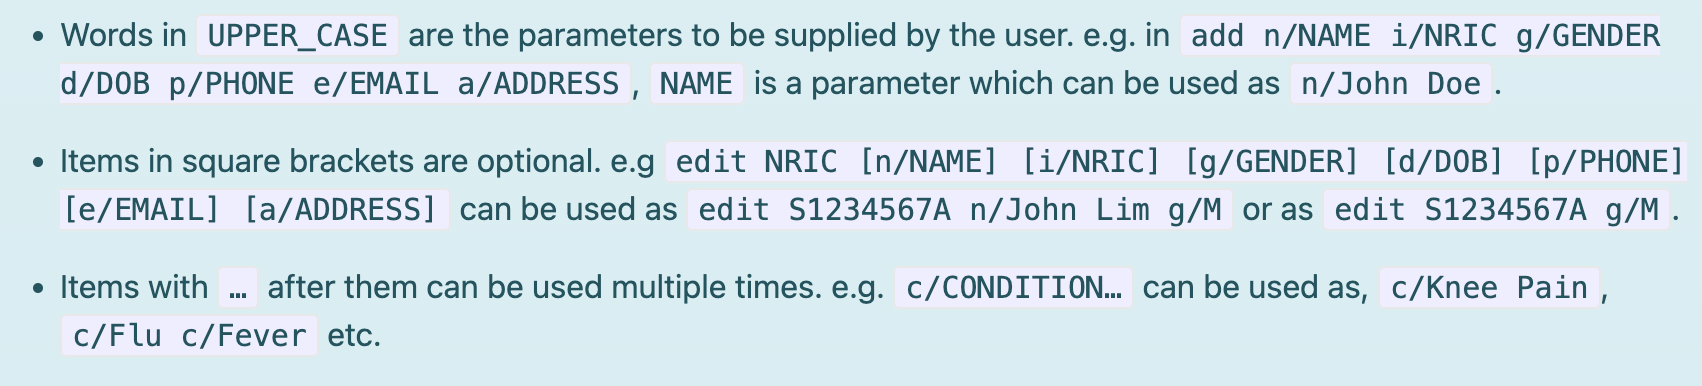 • Words in UPPER_CASE are the parameters to be supplied by the user. e.g. in add n/NAME i/NRIC g/GENDER
d/DOB p/PHONE e/EMAIL a/ADDRESS, NAME is a parameter which can be used as n/John Doe.
• Items in square brackets are optional. e.g edit NRIC [n/NAME] [i/NRIC] [g/GENDER] [d/DOB] [p/PHONE]
[e/EMAIL] [a/ADDRESS] can be used as edit S1234567A n/John Lim g/M or as edit S1234567A g/M.
• Items with … after them can be used multiple times. e.g. c/CONDITION… can be used as, c/Knee Pain,
c/Flu c/Fever etc.